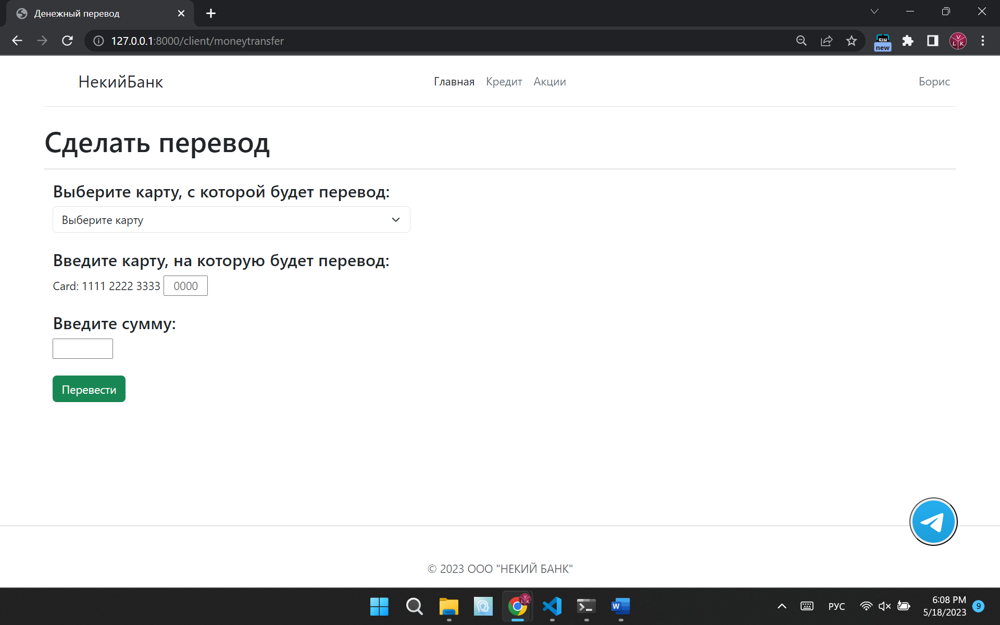 Денежный перевод
127.0.0.1:8000/client/moneytransfer
new
НекийБанк
Главная Кредит Акции
Борис
Сделать перевод
Выберите карту, с которой будет перевод:
Выберите карту
Введите карту, на которую будет перевод:
Card: 1111 2222 3333 0000
Введите сумму:
Перевести
© 2023 ООО "НЕКИЙ БАНК"
W
РУС
6:08 PM
5/18/2023
9